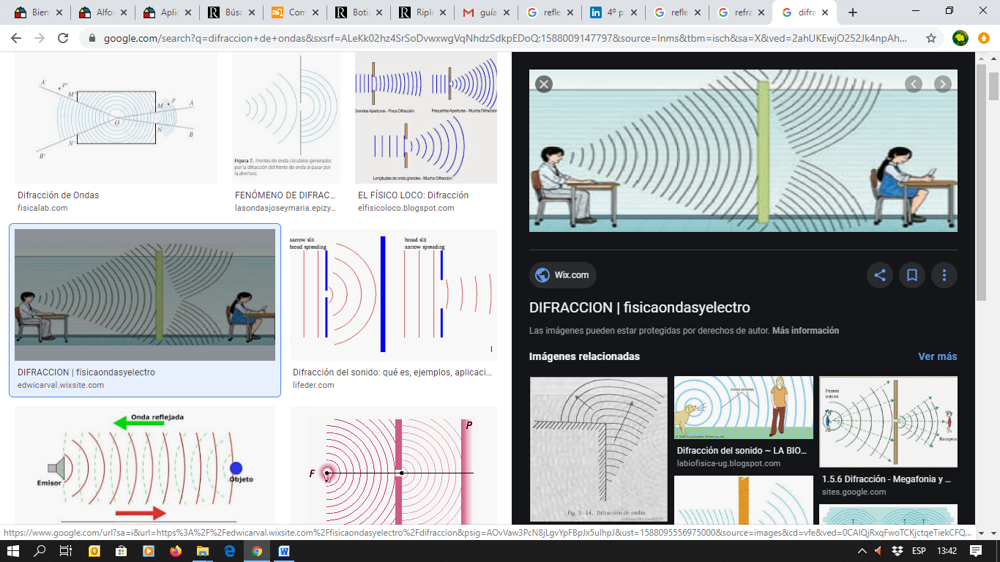 Bien
Alfor
Aplic
Búsc
Com
Botin
Riple
guía
refle
4º p
refle
refra
difra
google.com/search?q=difraccion+de+ondas&sxsrf=ALeKk02hz4SrSoDvwxwgVqNhdzSdkpEDoQ:1588009147797&source=lnms&tbm=isch&sa=X&ved=2ahUKEwjO252Jk4npAh...
A'
P'
M'
M
P
A
O
N
B
N'
B'
Difracción de Ondas
fisicalab.com
Figura 7. Frentes de onda circulares generados
por la difracción del frente de onda al pasar por
la abertura.
FENÓMENO DE DIFRAC...
lasondasjoseymaria.epizy...
Grandes Aperturas - Poca Difracción
Pequeñas Aperturas - Mucha Difracción
Longitudes de onda grandes - Mucha Difracción
EL FÍSICO LOCO: Difracción
elfisicoloco.blogspot.com
DIFRACCION | fisicaondasyelectro
edwicarval.wixsite.com
narrow slit
broad spreading
broad slit
narrow spreading
Difracción del sonido: qué es, ejemplos, aplicaci...
lifeder.com
Onda reflejada
Emisor
Objeto
F
P
Wix.com
DIFRACCION | fisicaondasyelectro
Las imágenes pueden estar protegidas por derechos de autor. Más información
Imágenes relacionadas
Ver más
Fig. 3-14. Difracción de ondas
ondas sonoras
Difracción del sonido ~ LA BIO...
labiofisica-ug.blogspot.com
Fuente
sonora
Receptor
1.5.6 Difracción - Megafonia y ...
sites.google.com
https://www.google.com/url?sa=i&url=https%3A%2F%2Fedwicarval.wixsite.com%2Ffisicaondasyelectro%2Fdifraccion&psig=AOvVaw3PcN8jLgvYpFBpJx5ulhpJ&ust=1588095556975000&source=images&cd=vfe&ved=0CAIQjRxqFwoTCKjctqeTiekCFQ...
ESP
13:42